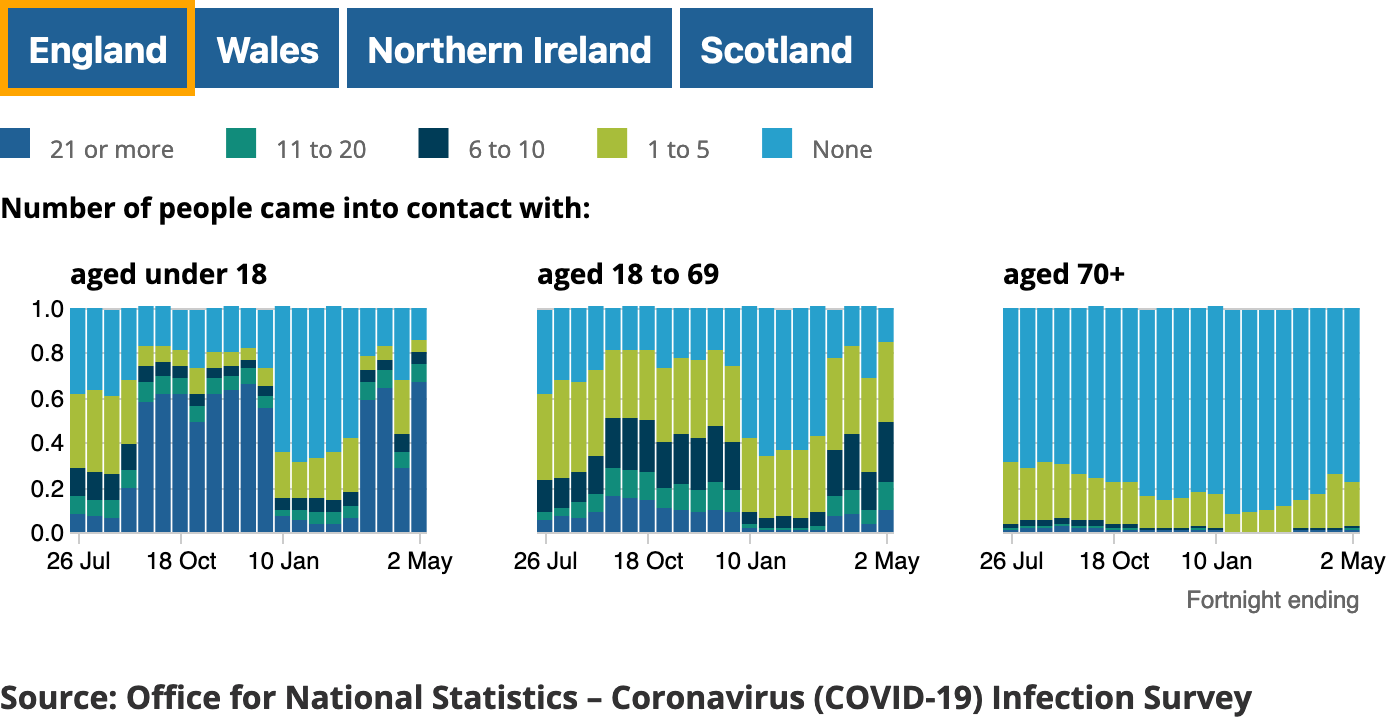 England Wales Northern Ireland Scotland
21 or more 11 to 20 6 to 10 1 to 5 None
Number of people came into contact with:
aged under 18 aged 18 to 69 aged 70+
1.0
0.8
0.6
0.4
0.2
0.0
26 Jul 18 Oct 10 Jan 2 May 26 Jul 18 Oct 10 Jan 2 May 26 Jul 18 Oct 10 Jan 2 May
Fortnight ending
Source: Office for National Statistics – Coronavirus (COVID-19) Infection Survey